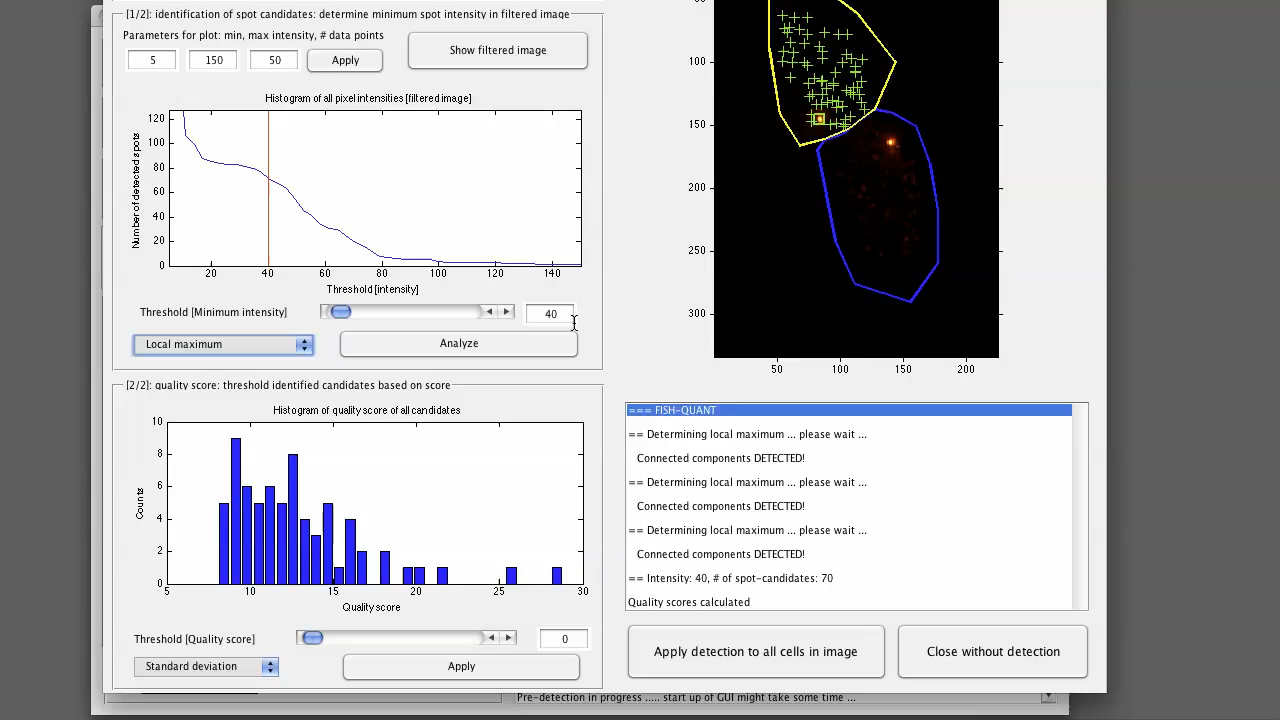 [1/2]: identification of spot candidates: determine minimum spot intensity in filtered image
Parameters for plot: min, max intensity, # data points
5 150 50 Apply
Show filtered image
Histogram of all pixel intensities [filtered image]
Number of detected spots
120
100
80
60
40
20
0
20 40 60 80 100 120 140
Threshold [intensity]
Threshold [Minimum intensity] 40
Local maximum Analyze
[2/2]: quality score: threshold identified candidates based on score
Histogram of quality score of all candidates
Counts
10
8
6
4
2
0
5 10 15 20 25 30
Quality score
Threshold [Quality score] 0
Standard deviation Apply
100
150
200
250
300
50 100 150 200
=== FISH-QUANT
== Determining local maximum ... please wait ...
Connected components DETECTED!
== Determining local maximum ... please wait ...
Connected components DETECTED!
== Determining local maximum ... please wait ...
Connected components DETECTED!
== Intensity: 40, # of spot-candidates: 70
Quality scores calculated
Apply detection to all cells in image Close without detection
Pre-detection in progress ..... start up of GUI might take some time ...